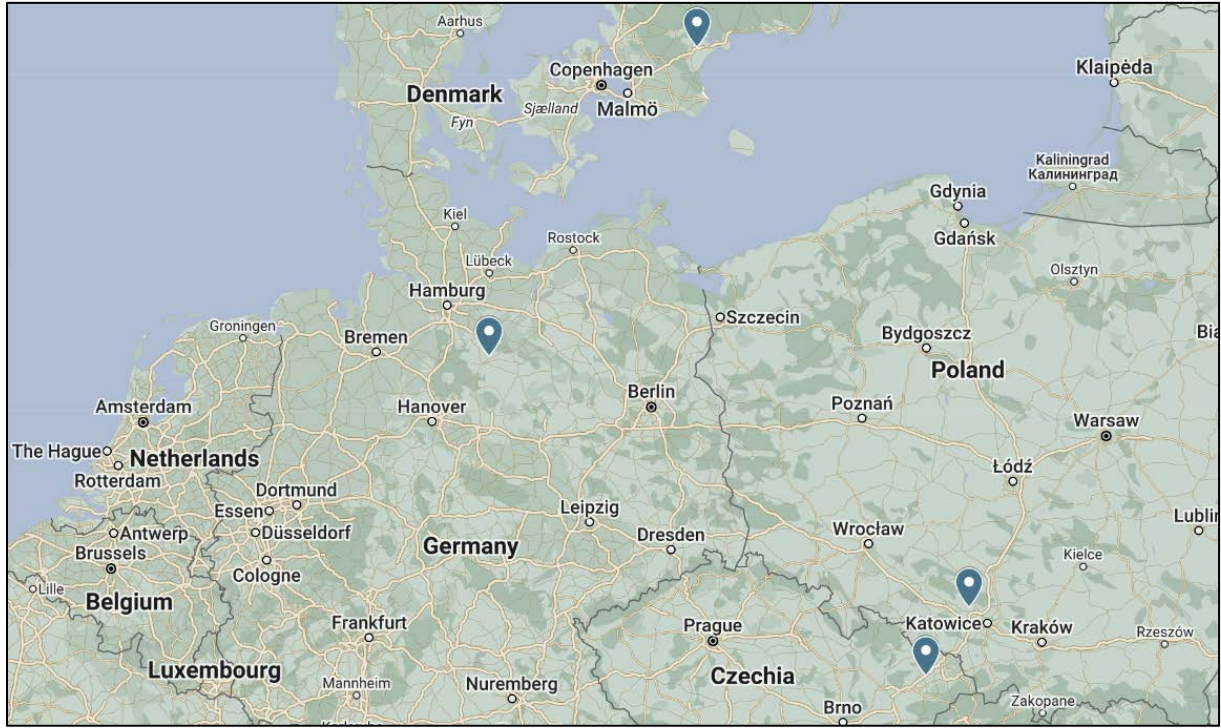 Aarhus
Copenhagen
Klaipėda
Denmark
Malmö
Sjælland
Fyn
Kaliningrad
Калининград
Gdynia
Gdańsk
Kiel
Rostock
Lübeck
Olsztyn
Hamburg
Szczecin
Groningen
Bremen
Bydgoszcz
Bia
Poland
Berlin
Amsterdam
Hanover
Poznań
Warsaw
The Hague
Netherlands
Rotterdam
Łódź
Dortmund
Essen
Leipzig
Lublin
Antwerp
Düsseldorf
Germany
Dresden
Wrocław
Brussels
Kielce
Cologne
Lille
Belgium
Frankfurt
Prague
Katowice
Kraków
Rzeszów
Luxembourg
Czechia
Mannheim
Nuremberg
Zakopane
Brno